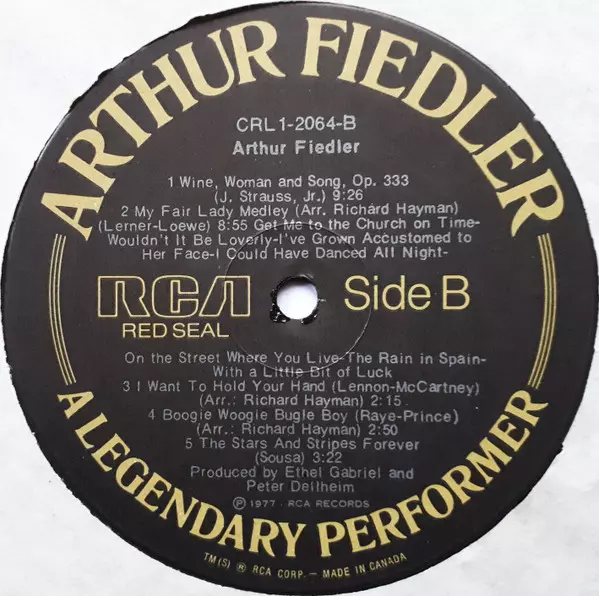 ARTHUR FIEDLER
CRL1-2064-B
Arthur Fiedler
1 Wine, Woman and Song, Op. 333
(J. Strauss, Jr.) 9:26
2 My Fair Lady Medley (Arr. Richard Hayman)
(Lerner-Loewe) 8:55 Get Me to the Church on Time-
Wouldn't It Be Loverly-I've Grown Accustomed to
Her Face-I Could Have Danced All Night-
RCA Side B
RED SEAL
On the Street Where You Live-The Rain in Spain-
With a Little Bit of Luck
3 I Want To Hold Your Hand (Lennon-McCartney)
(Arr.: Richard Hayman) 2:15
4 Boogie Woogie Bugle Boy (Raye-Prince)
(Arr.: Richard Hayman) 2:50
5 The Stars And Stripes Forever
(Sousa) 3:22
Produced by Ethel Gabriel and
Peter Dellheim
℗ 1977 · RCA RECORDS
A LEGENDARY PERFORMER
TM(S) ® RCA CORP. — MADE IN CANADA